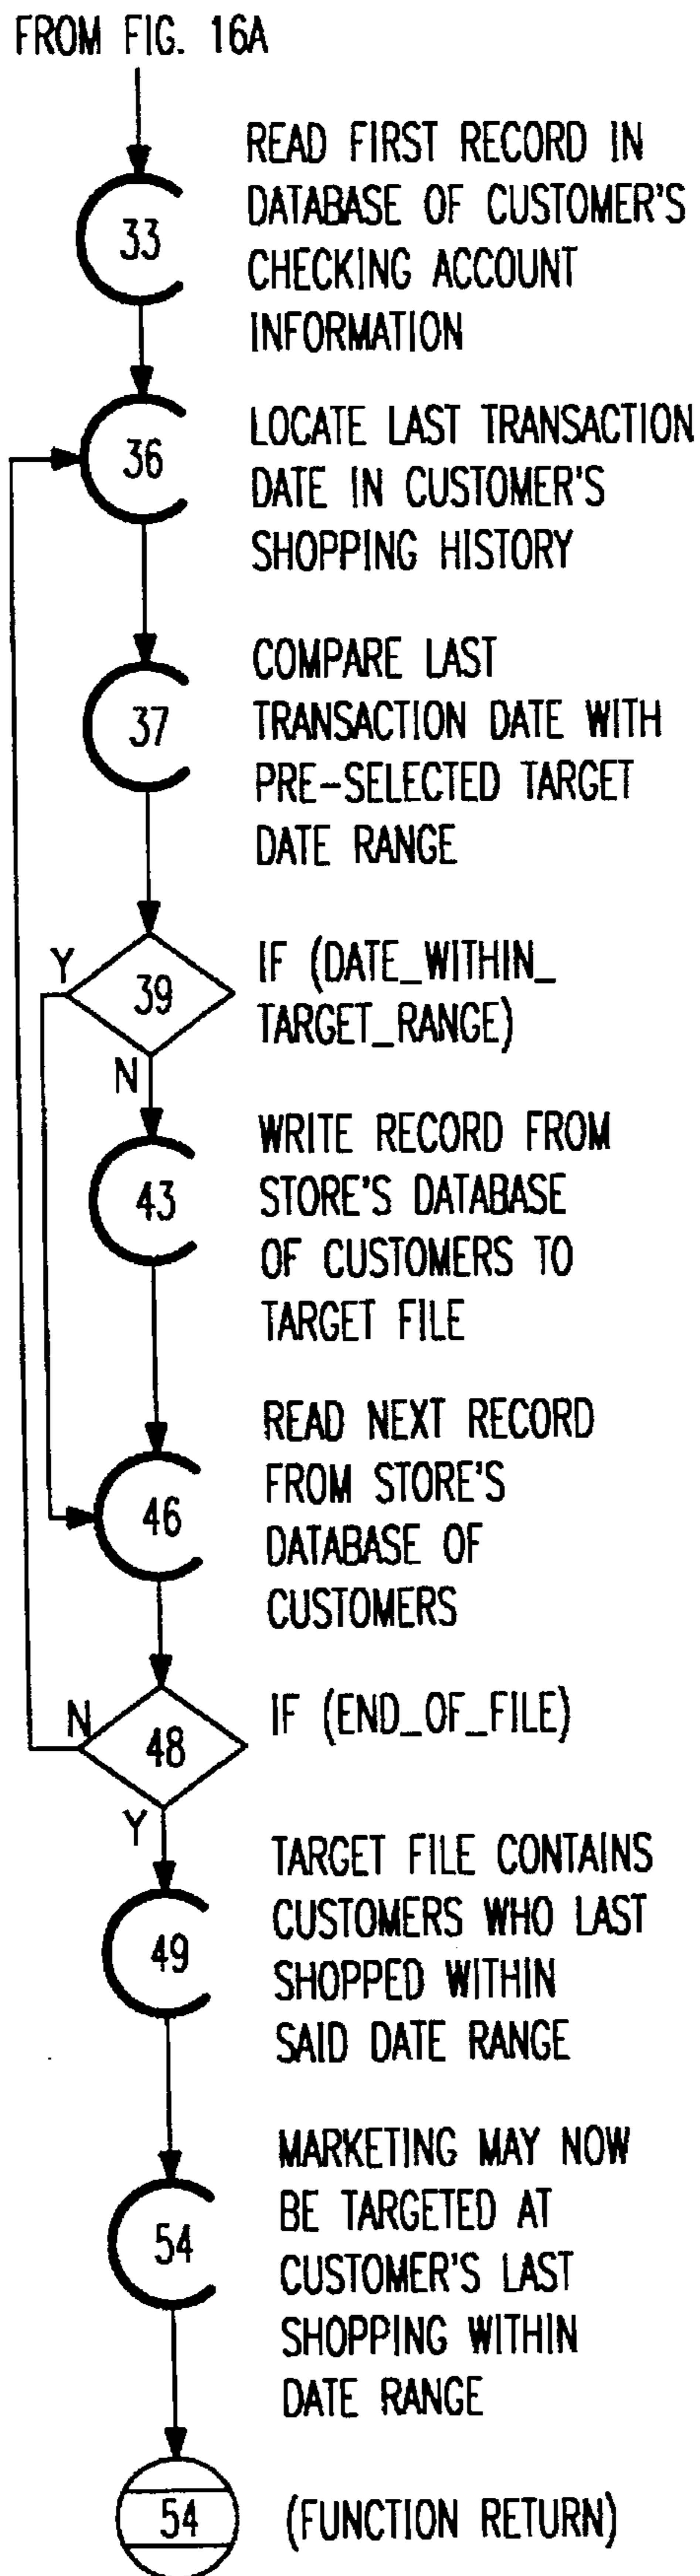 FROM FIG. 16A
33
READ FIRST RECORD IN
DATABASE OF CUSTOMER'S
CHECKING ACCOUNT
INFORMATION
36
LOCATE LAST TRANSACTION
DATE IN CUSTOMER'S
SHOPPING HISTORY
37
COMPARE LAST
TRANSACTION DATE WITH
PRE-SELECTED TARGET
DATE RANGE
Y
39
N
IF (DATE_WITHIN_
TARGET_RANGE)
43
WRITE RECORD FROM
STORE'S DATABASE
OF CUSTOMERS TO
TARGET FILE
46
READ NEXT RECORD
FROM STORE'S
DATABASE OF
CUSTOMERS
N
48
Y
IF (END_OF_FILE)
49
TARGET FILE CONTAINS
CUSTOMERS WHO LAST
SHOPPED WITHIN
SAID DATE RANGE
54
MARKETING MAY NOW
BE TARGETED AT
CUSTOMER'S LAST
SHOPPING WITHIN
DATE RANGE
54
(FUNCTION RETURN)